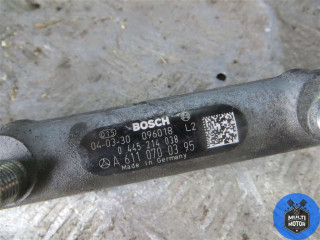 BOSCH
04-03-30 096018 L2
0 445 214 038
A 611 070 03 95
Made in Germany
MULTI
MOTOR